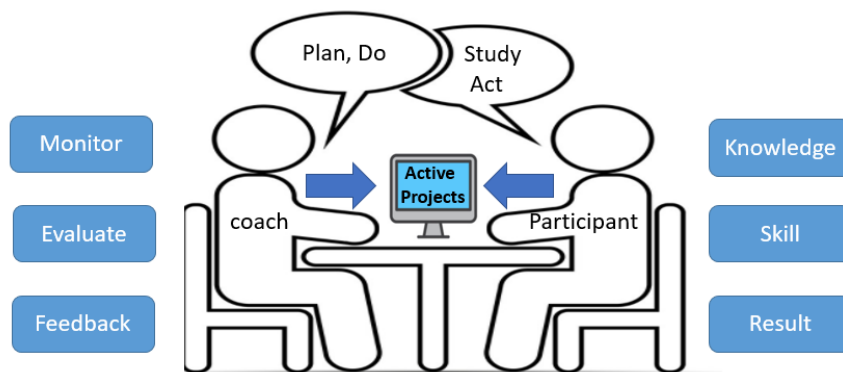 Plan, Do
Study
Act
Monitor
Evaluate
Feedback
coach
Active
Projects
Participant
Knowledge
Skill
Result